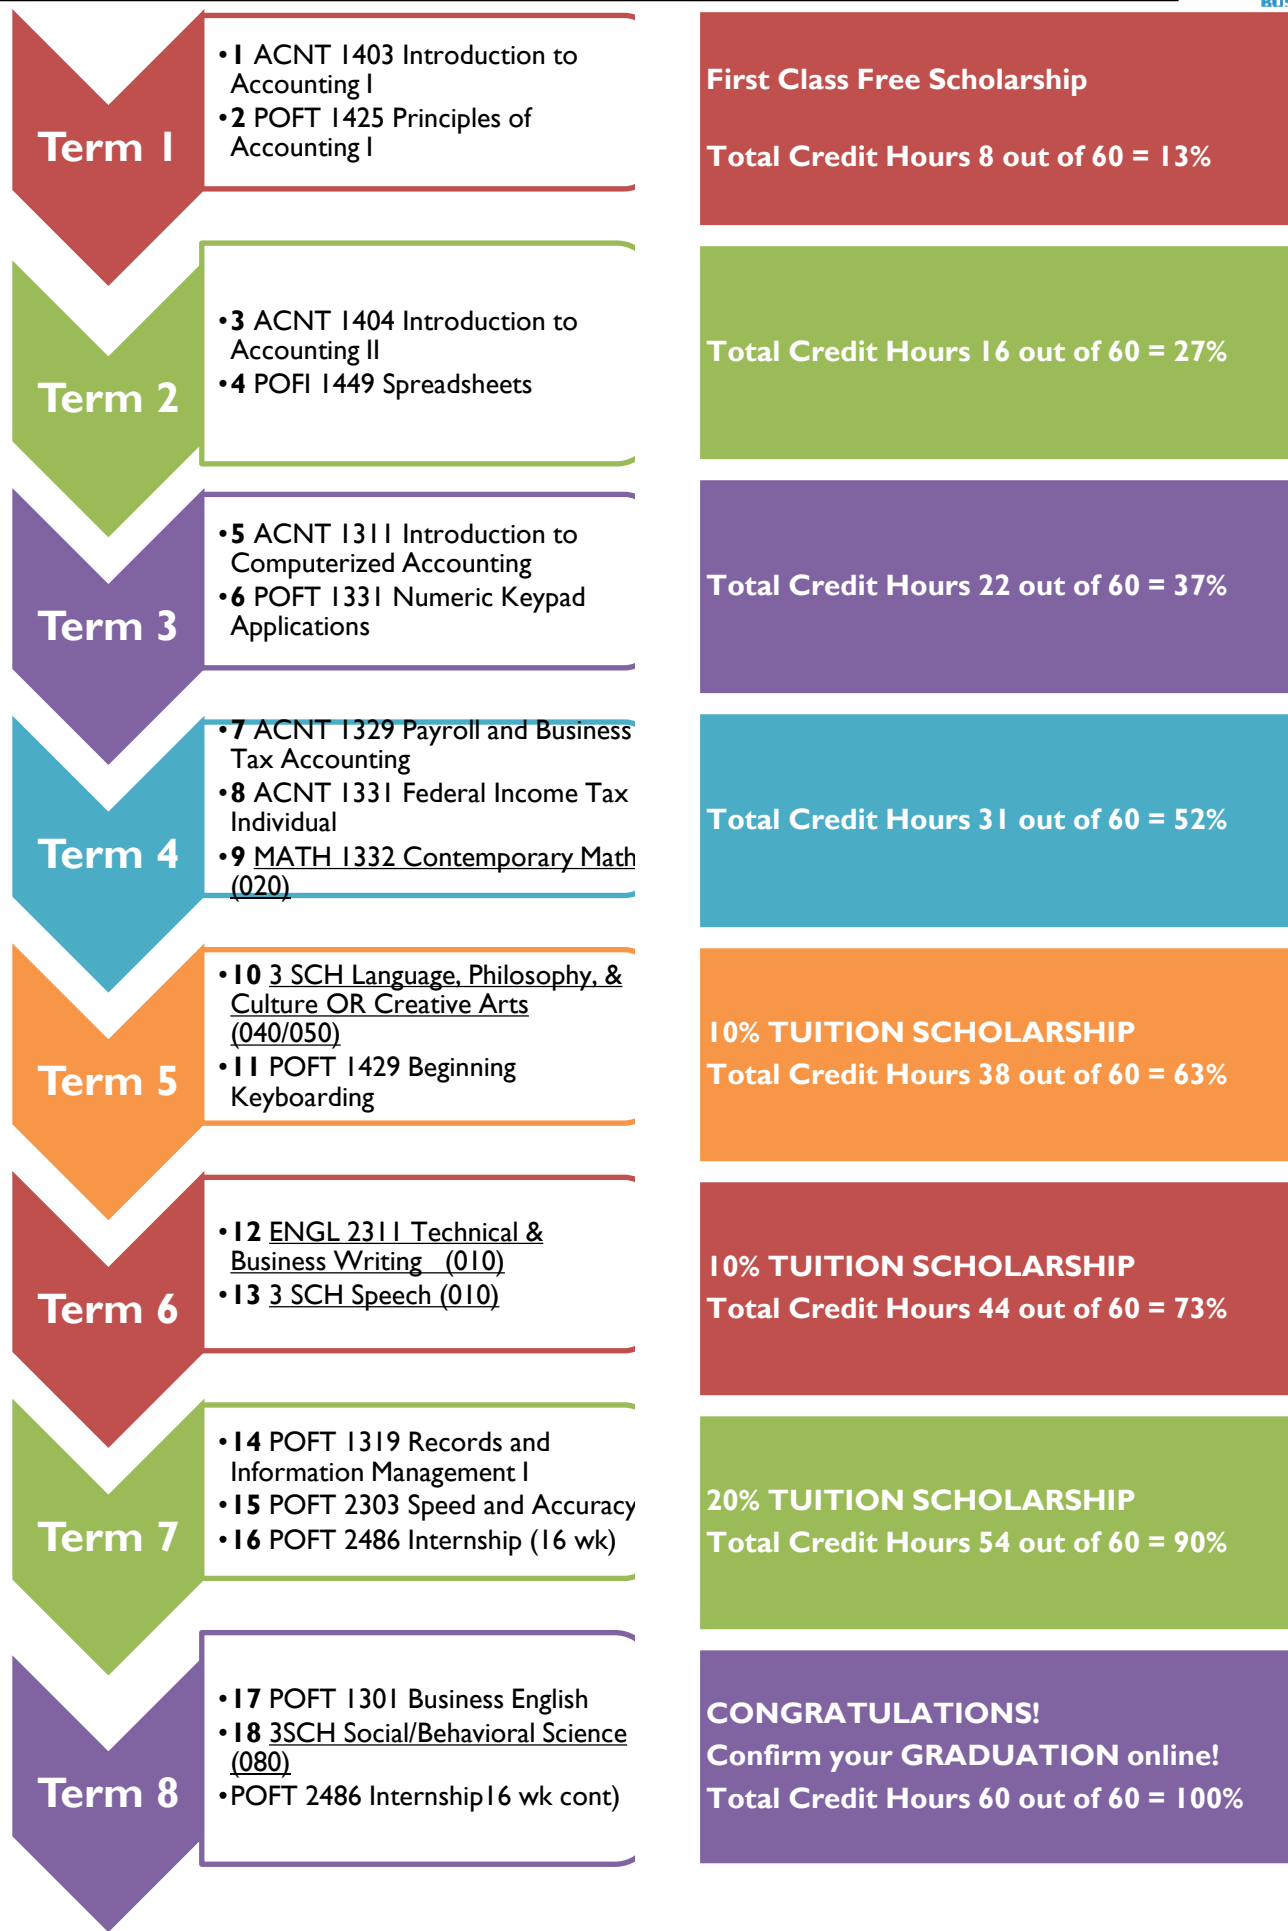 Term 1
•1 ACNT 1403 Introduction to
Accounting I
•2 POFT 1425 Principles of
Accounting I
First Class Free Scholarship
Total Credit Hours 8 out of 60 = 13%
Term 2
•3 ACNT 1404 Introduction to
Accounting II
•4 POFI 1449 Spreadsheets
Total Credit Hours 16 out of 60 = 27%
Term 3
•5 ACNT 1311 Introduction to
Computerized Accounting
•6 POFT 1331 Numeric Keypad
Applications
Total Credit Hours 22 out of 60 = 37%
Term 4
•7 ACNT 1329 Payroll and Business
Tax Accounting
•8 ACNT 1331 Federal Income Tax
Individual
•9 MATH 1332 Contemporary Math
(020)
Total Credit Hours 31 out of 60 = 52%
Term 5
•10 3 SCH Language, Philosophy, &
Culture OR Creative Arts
(040/050)
•11 POFT 1429 Beginning
Keyboarding
10% TUITION SCHOLARSHIP
Total Credit Hours 38 out of 60 = 63%
Term 6
•12 ENGL 2311 Technical &
Business Writing (010)
•13 3 SCH Speech (010)
10% TUITION SCHOLARSHIP
Total Credit Hours 44 out of 60 = 73%
Term 7
•14 POFT 1319 Records and
Information Management I
•15 POFT 2303 Speed and Accuracy
•16 POFT 2486 Internship (16 wk)
20% TUITION SCHOLARSHIP
Total Credit Hours 54 out of 60 = 90%
Term 8
•17 POFT 1301 Business English
•18 3SCH Social/Behavioral Science
(080)
•POFT 2486 Internship16 wk cont)
CONGRATULATIONS!
Confirm your GRADUATION online!
Total Credit Hours 60 out of 60 = 100%